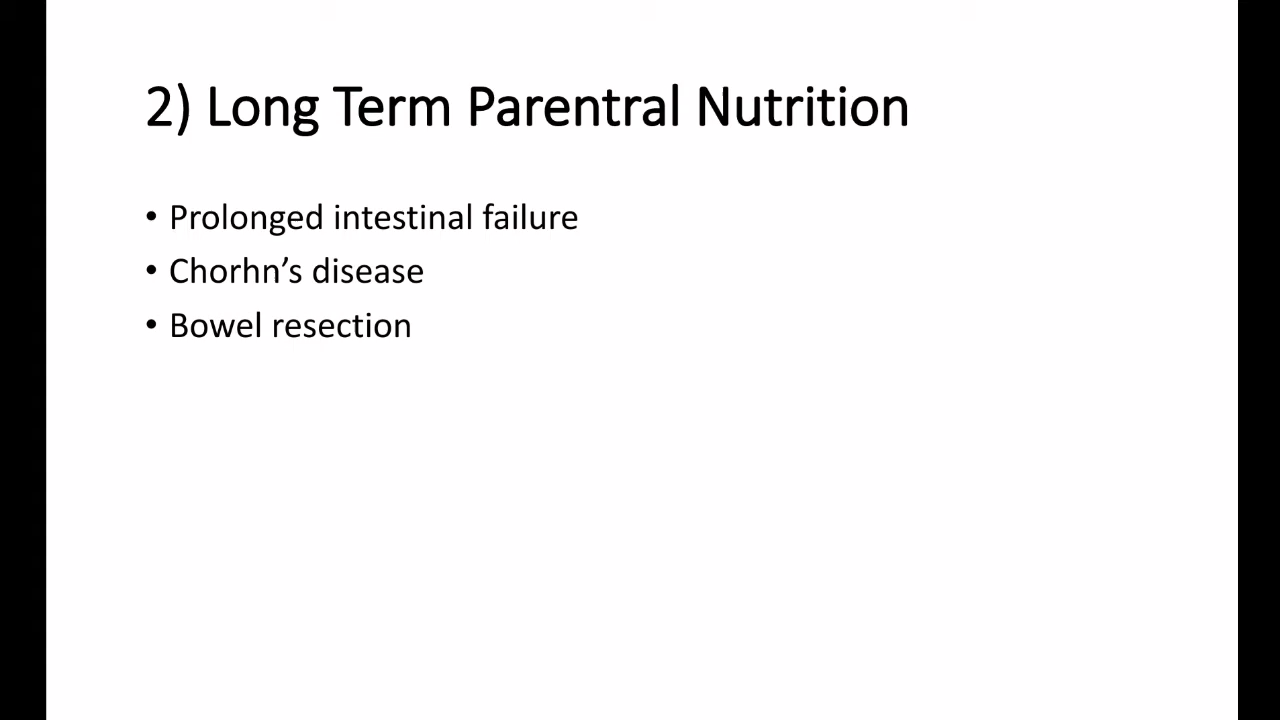 2) Long Term Parentral Nutrition
• Prolonged intestinal failure
• Chorhn’s disease
• Bowel resection